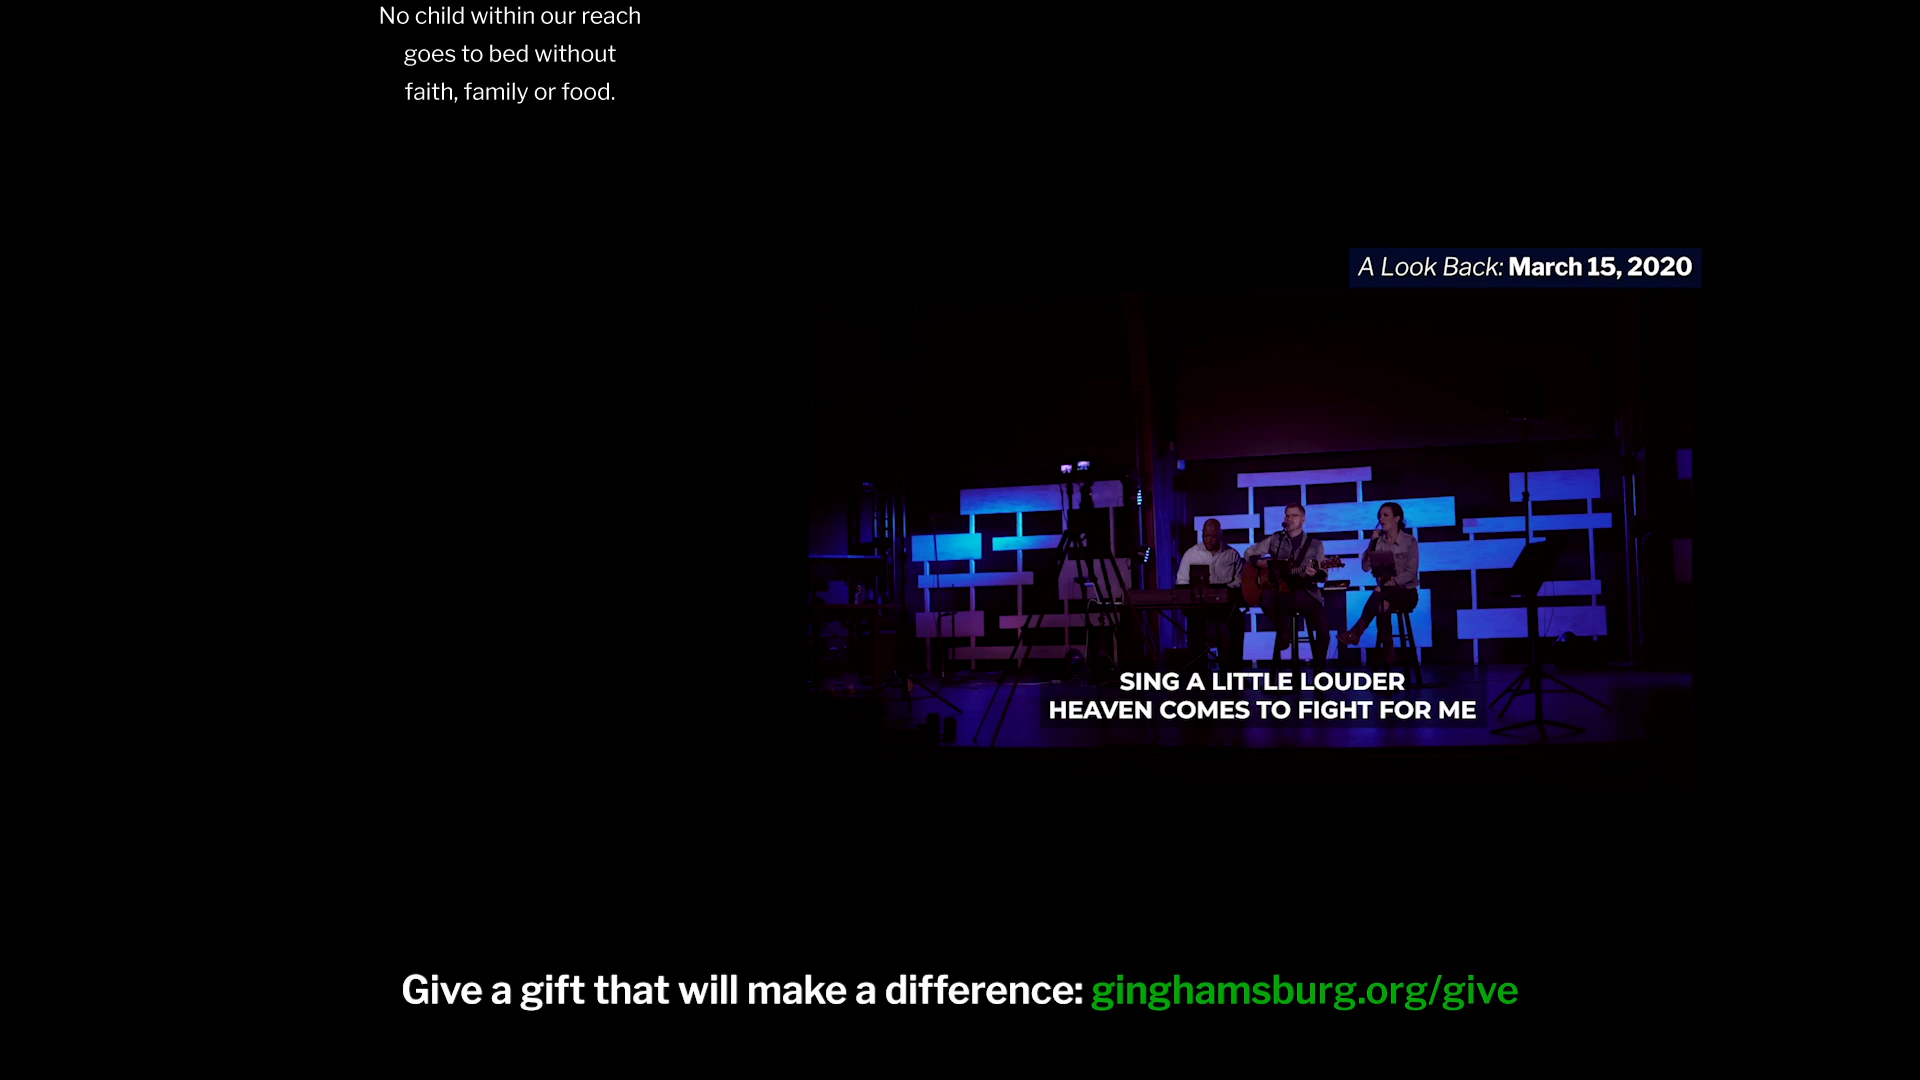 No child within our reach
goes to bed without
faith, family or food.
A Look Back: March 15, 2020
SING A LITTLE LOUDER
HEAVEN COMES TO FIGHT FOR ME
Give a gift that will make a difference: ginghamsburg.org/give